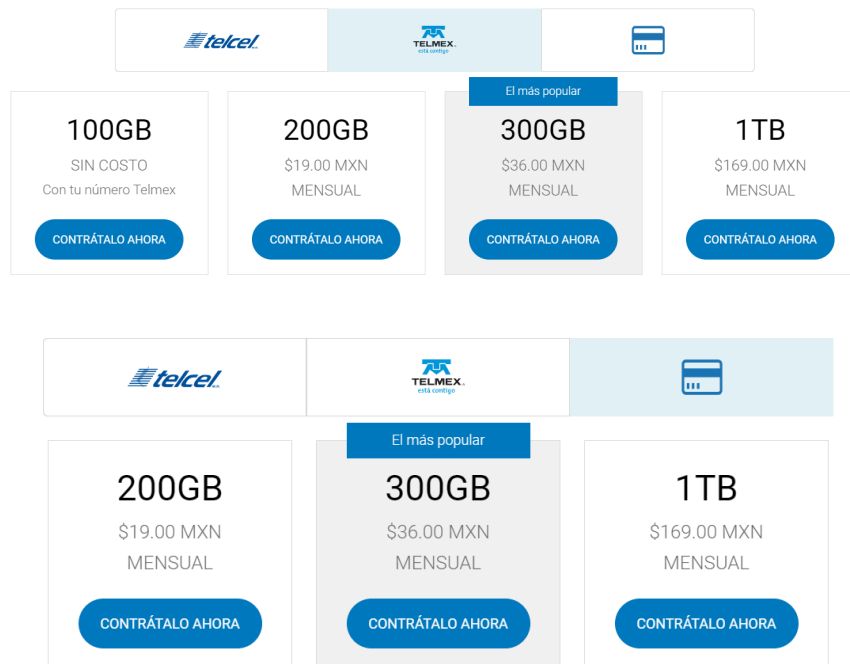 telcel
TELMEX
está contigo
El más popular
100GB
SIN COSTO
Con tu número Telmex
CONTRÁTALO AHORA
200GB
$19.00 MXN
MENSUAL
CONTRÁTALO AHORA
300GB
$36.00 MXN
MENSUAL
CONTRÁTALO AHORA
1TB
$169.00 MXN
MENSUAL
CONTRÁTALO AHORA
telcel
TELMEX
está contigo
El más popular
200GB
$19.00 MXN
MENSUAL
CONTRÁTALO AHORA
300GB
$36.00 MXN
MENSUAL
CONTRÁTALO AHORA
1TB
$169.00 MXN
MENSUAL
CONTRÁTALO AHORA